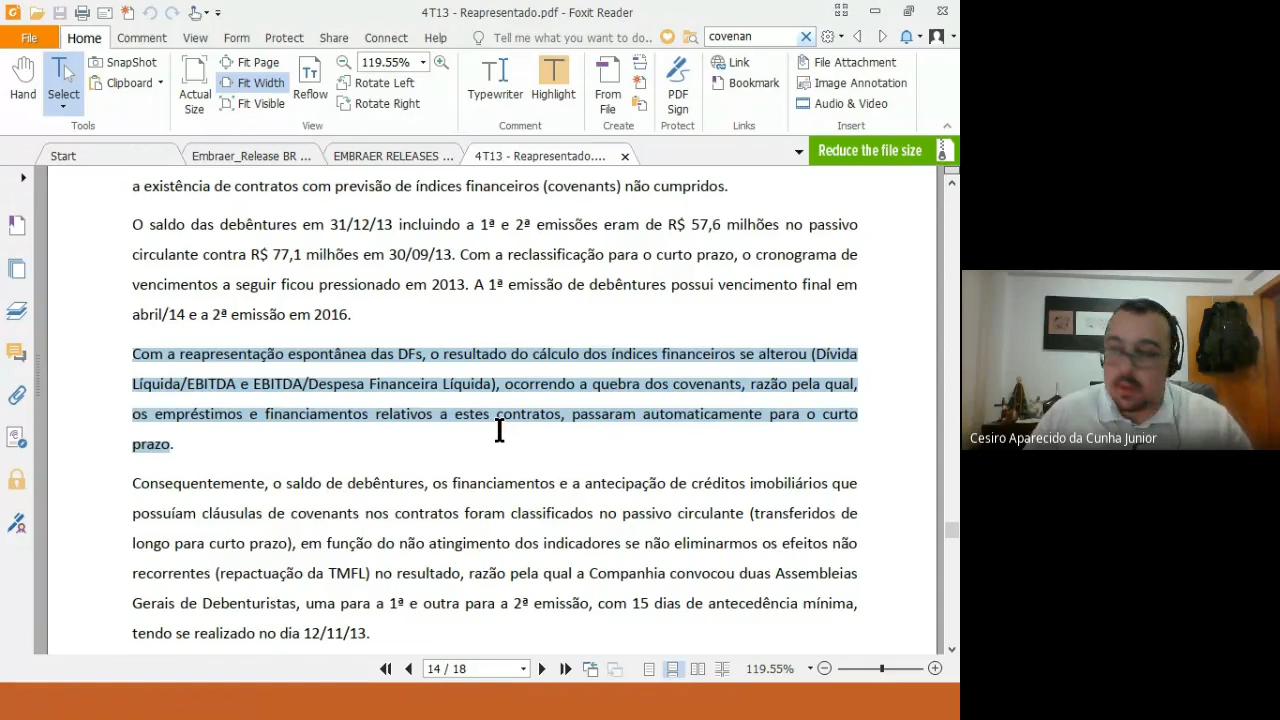 4T13 - Reapresentado.pdf - Foxit Reader
File Home Comment View Form Protect Share Connect Help Tell me what you want to do.. covenan
Hand
Select
SnapShot
Clipboard
Tools
Actual Size
Fit Page
Fit Width
Fit Visible
Reflow
119.55%
Rotate Left
Rotate Right
View
Typewriter
Highlight
Comment
From File
Create
PDF Sign
Protect
Link
Bookmark
Links
File Attachment
Image Annotation
Audio & Video
Insert
Start Embraer_Release BR ... EMBRAER RELEASES ... 4T13 - Reapresentado.... Reduce the file size
a existência de contratos com previsão de índices financeiros (covenants) não cumpridos.
O saldo das debêntures em 31/12/13 incluindo a 1ª e 2ª emissões eram de R$ 57,6 milhões no passivo
circulante contra R$ 77,1 milhões em 30/09/13. Com a reclassificação para o curto prazo, o cronograma de
vencimentos a seguir ficou pressionado em 2013. A 1ª emissão de debêntures possui vencimento final em
abril/14 e a 2ª emissão em 2016.
Com a reapresentação espontânea das DFs, o resultado do cálculo dos índices financeiros se alterou (Dívida
Líquida/EBITDA e EBITDA/Despesa Financeira Líquida), ocorrendo a quebra dos covenants, razão pela qual,
os empréstimos e financiamentos relativos a estes contratos, passaram automaticamente para o curto
prazo.
Consequentemente, o saldo de debêntures, os financiamentos e a antecipação de créditos imobiliários que
possuíam cláusulas de covenants nos contratos foram classificados no passivo circulante (transferidos de
longo para curto prazo), em função do não atingimento dos indicadores se não eliminarmos os efeitos não
recorrentes (repactuação da TMFL) no resultado, razão pela qual a Companhia convocou duas Assembleias
Gerais de Debenturistas, uma para a 1ª e outra para a 2ª emissão, com 15 dias de antecedência mínima,
tendo se realizado no dia 12/11/13.
14 / 18
119.55%
Cesiro Aparecido da Cunha Junior